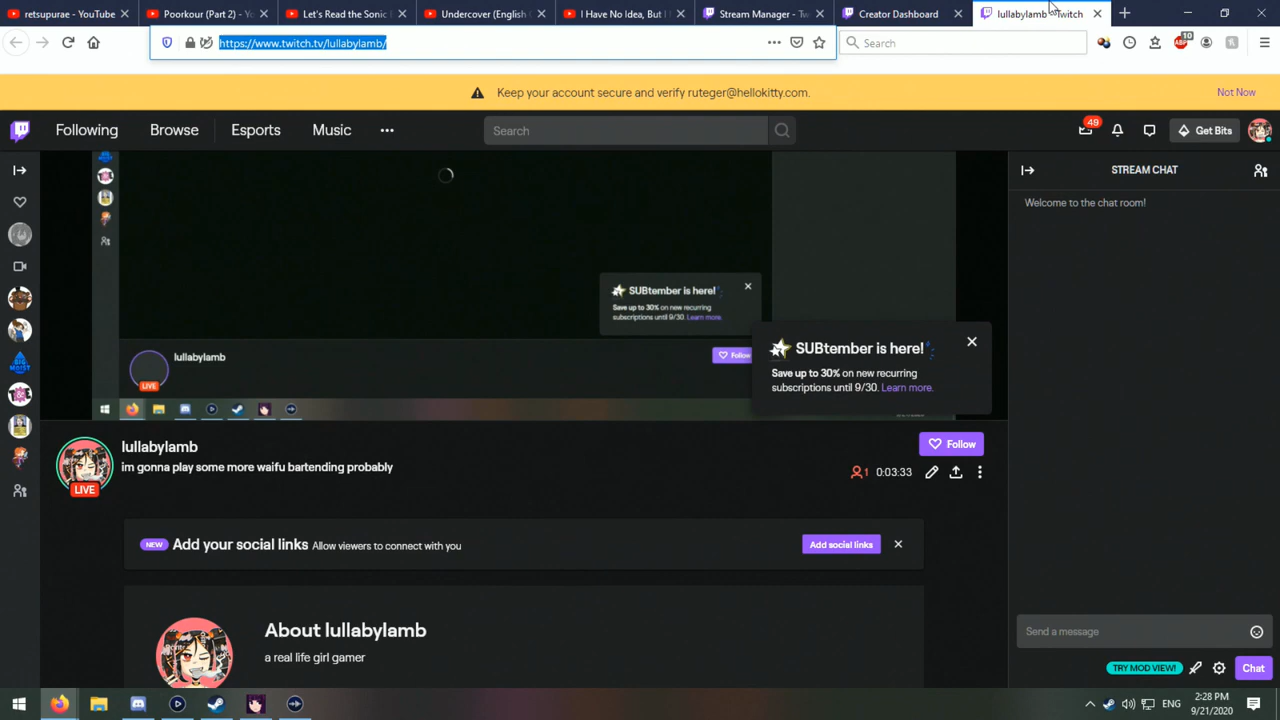 retsupurae - YouTube
Poorkour (Part 2) - Y
Let's Read the Sonic
Undercover (English
I Have No Idea, But I
Stream Manager - Tw
Creator Dashboard
lullabylamb - Twitch
https://www.twitch.tv/lullabylamb/
Search
10
Keep your account secure and verify ruteger@hellokitty.com.
Not Now
Following
Browse
Esports
Music
Search
49
Get Bits
STREAM CHAT
Welcome to the chat room!
SUBtember is here!
Save up to 30% on new recurring
subscriptions until 9/30. Learn more.
lullabylamb
LIVE
Follow
SUBtember is here!
Save up to 30% on new recurring
subscriptions until 9/30. Learn more.
BIG
MOIST
lullabylamb
im gonna play some more waifu bartending probably
LIVE
Follow
1
0:03:33
NEW
Add your social links
Allow viewers to connect with you
Add social links
About lullabylamb
a real life girl gamer
Send a message
TRY MOD VIEW!
Chat
ENG
2:28 PM
9/21/2020